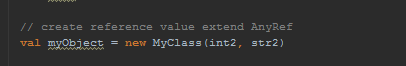 // create reference value extend AnyRef
val myObject = new MyClass(int2, str2)